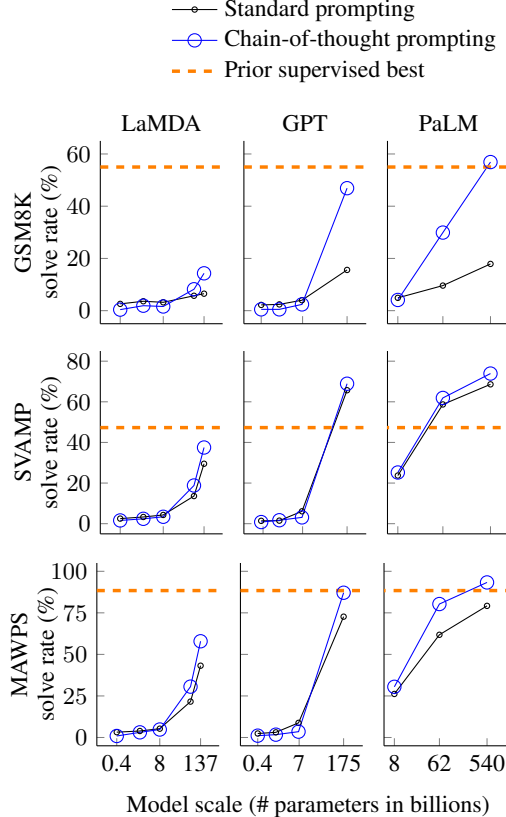 Standard prompting
Chain-of-thought prompting
Prior supervised best
LaMDA GPT PaLM
GSM8K
solve rate (%)
60
40
20
0
SVAMP
solve rate (%)
80
60
40
20
0
MAWPS
solve rate (%)
100
75
50
25
0
0.4 8 137 0.4 7 175 8 62 540
Model scale (# parameters in billions)